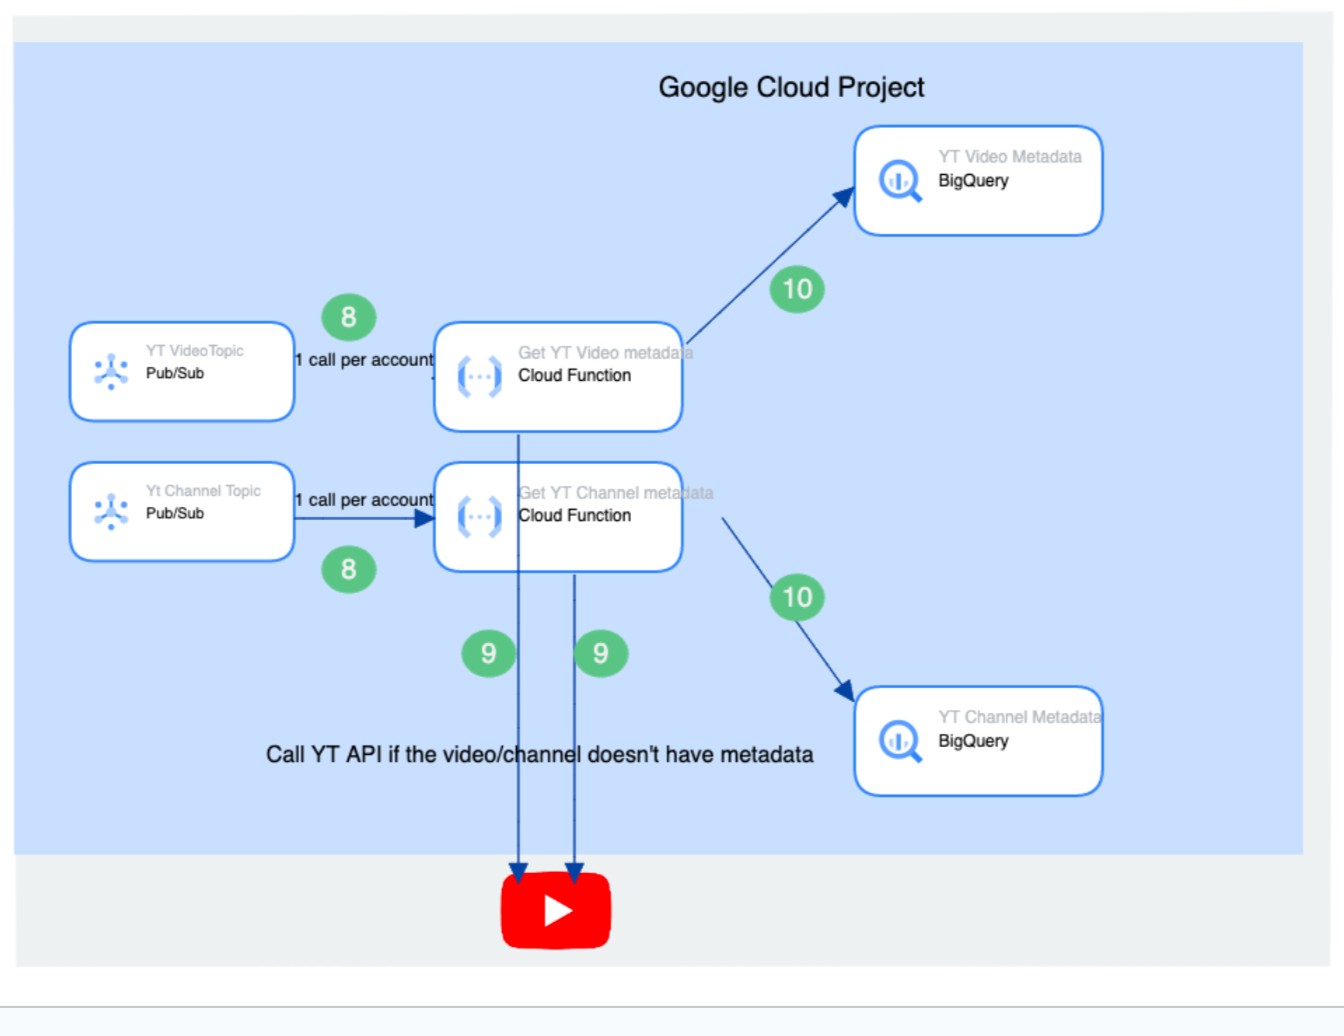 Google Cloud Project
YT Video Metadata
BigQuery
10
8
YT VideoTopic
Pub/Sub
1 call per account
Get YT Video metadata
Cloud Function
Yt Channel Topic
Pub/Sub
1 call per account
Get YT Channel metadata
Cloud Function
8
10
9
9
YT Channel Metadata
BigQuery
Call YT API if the video/channel doesn't have metadata